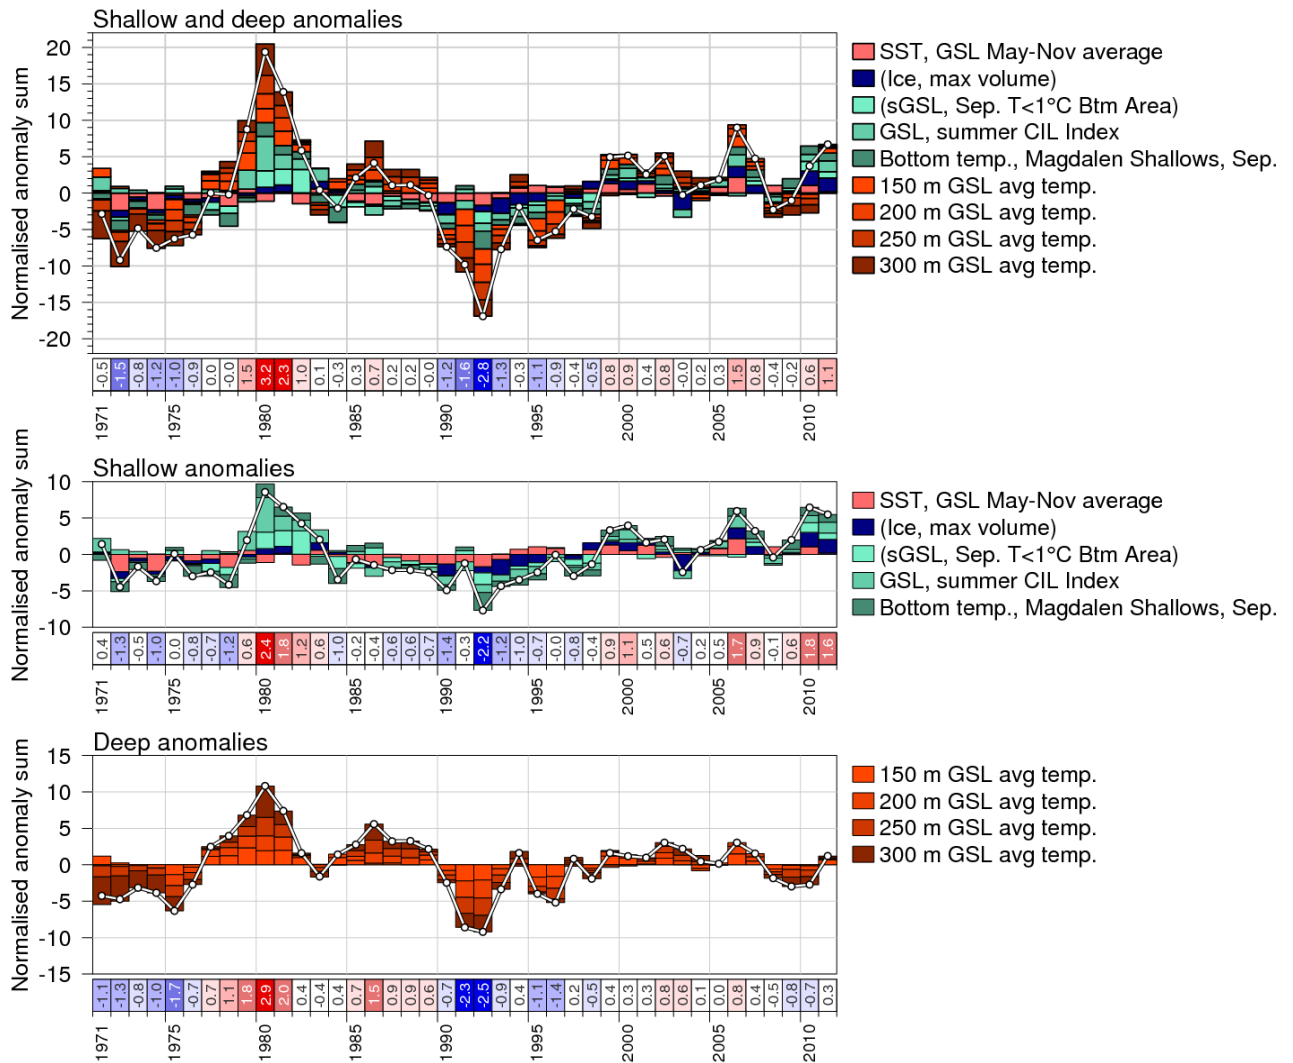 Shallow and deep anomalies
Normalised anomaly sum
20
15
10
5
0
-5
-10
-15
-20
SST, GSL May-Nov average
(Ice, max volume)
(sGSL, Sep. T<1°C Btm Area)
GSL, summer CIL Index
Bottom temp., Magdalen Shallows, Sep.
150 m GSL avg temp.
200 m GSL avg temp.
250 m GSL avg temp.
300 m GSL avg temp.
-0.5 -1.5 -0.8 -1.2 -1.0 -0.9 0.0 -0.0 1.5 3.2 2.3 1.0 0.1 -0.3 0.3 0.7 0.2 0.2 -0.0 -1.2 -1.6 -2.8 -1.3 -0.3 -1.1 -0.9 -0.4 -0.5 0.8 0.9 0.4 0.8 -0.0 0.2 0.3 1.5 0.8 -0.4 -0.2 0.6 1.1
1971 1975 1980 1985 1990 1995 2000 2005 2010
Shallow anomalies
Normalised anomaly sum
10
5
0
-5
-10
SST, GSL May-Nov average
(Ice, max volume)
(sGSL, Sep. T<1°C Btm Area)
GSL, summer CIL Index
Bottom temp., Magdalen Shallows, Sep.
0.4 -1.3 -0.5 -1.0 0.0 -0.8 -0.7 -1.2 0.6 2.4 1.8 1.2 0.6 -1.0 -0.2 -0.4 -0.6 -0.6 -0.7 -1.4 -0.3 -2.2 -1.2 -1.0 -0.7 -0.0 -0.8 -0.4 0.9 1.1 0.5 0.6 -0.7 0.2 0.5 1.7 0.9 -0.1 0.6 1.8 1.6
1971 1975 1980 1985 1990 1995 2000 2005 2010
Deep anomalies
Normalised anomaly sum
15
10
5
0
-5
-10
-15
150 m GSL avg temp.
200 m GSL avg temp.
250 m GSL avg temp.
300 m GSL avg temp.
-1.1 -1.3 -0.8 -1.0 -1.7 -0.7 0.7 1.1 1.8 2.9 2.0 0.4 -0.4 0.4 0.7 1.5 0.9 0.9 0.6 -0.7 -2.3 -2.5 -0.9 0.4 -1.1 -1.4 0.2 -0.5 0.4 0.3 0.3 0.8 0.6 0.1 0.0 0.8 0.4 -0.5 -0.8 -0.7 0.3
1971 1975 1980 1985 1990 1995 2000 2005 2010